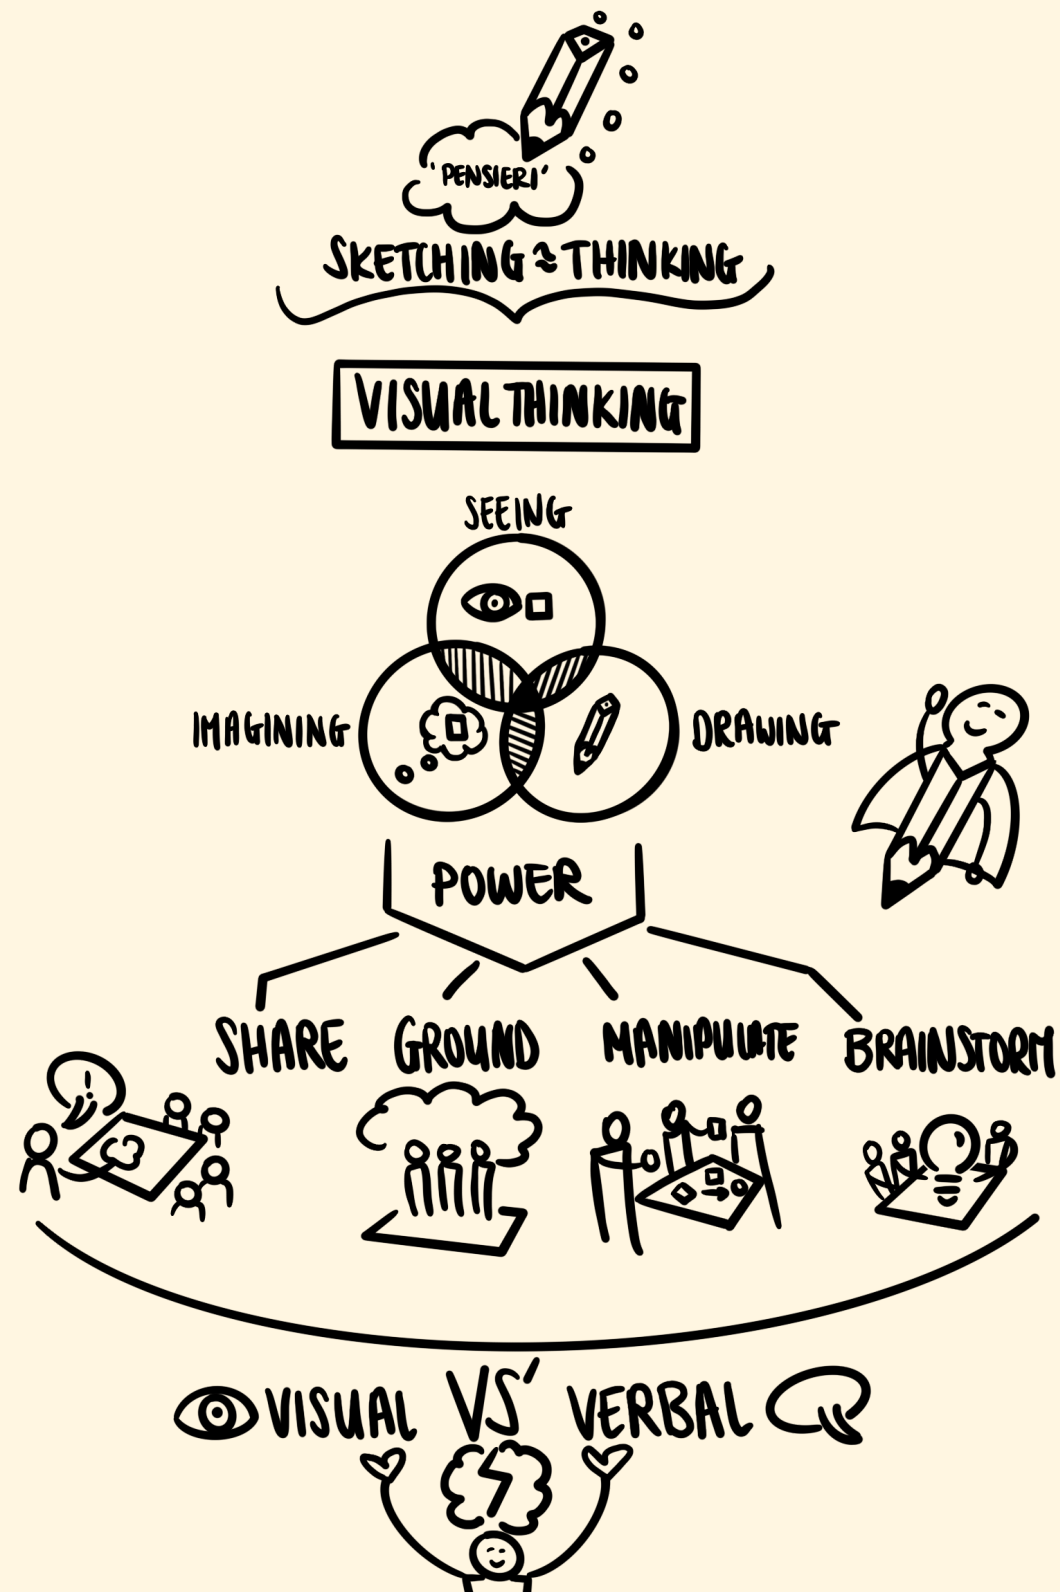 'PENSIERI'
SKETCHING ≈ THINKING
VISUAL THINKING
SEEING
IMAGINING
DRAWING
POWER
SHARE
GROUND
MANIPULATE
BRAINSTORM
!
VISUAL VS' VERBAL